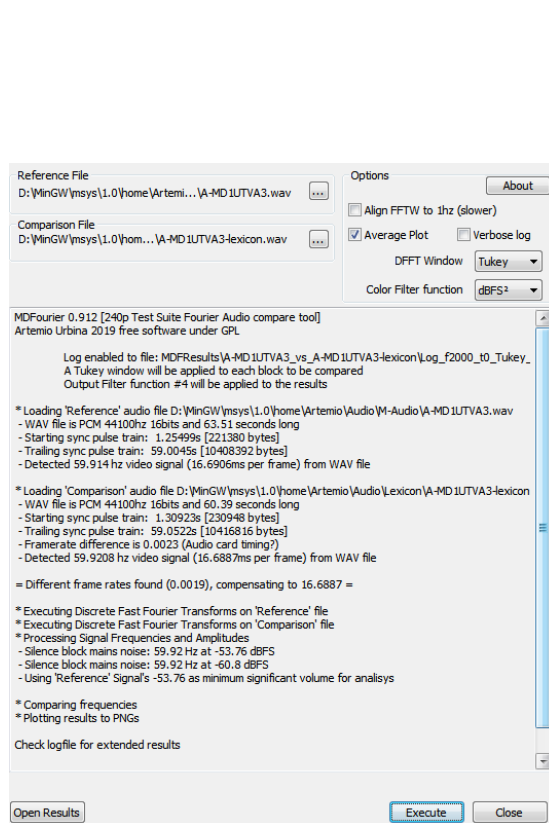 Reference File
D:\MinGW\msys\1.0\home\Artemi...\A-MD1UTVA3.wav
...
Comparison File
D:\MinGW\msys\1.0\hom...\A-MD1UTVA3-lexicon.wav
...
Options
About
Align FFTW to 1hz (slower)
Average Plot
Verbose log
DFFT Window
Tukey
Color Filter function
dBFS²
MDFourier 0.912 [240p Test Suite Fourier Audio compare tool]
Artemio Urbina 2019 free software under GPL
Log enabled to file: MDFResults\A-MD1UTVA3_vs_A-MD1UTVA3-lexicon\Log_f2000_t0_Tukey_
A Tukey window will be applied to each block to be compared
Output Filter function #4 will be applied to the results
* Loading 'Reference' audio file D:\MinGW\msys\1.0\home\Artemio\Audio\M-Audio\A-MD1UTVA3.wav
- WAV file is PCM 44100hz 16bits and 63.51 seconds long
- Starting sync pulse train: 1.25499s [221380 bytes]
- Trailing sync pulse train: 59.0045s [10408392 bytes]
- Detected 59.914 hz video signal (16.6906ms per frame) from WAV file
* Loading 'Comparison' audio file D:\MinGW\msys\1.0\home\Artemio\Audio\Lexicon\A-MD1UTVA3-lexicon
- WAV file is PCM 44100hz 16bits and 60.39 seconds long
- Starting sync pulse train: 1.30923s [230948 bytes]
- Trailing sync pulse train: 59.0522s [10416816 bytes]
- Framerate difference is 0.0023 (Audio card timing?)
- Detected 59.9208 hz video signal (16.6887ms per frame) from WAV file
= Different frame rates found (0.0019), compensating to 16.6887 =
* Executing Discrete Fast Fourier Transforms on 'Reference' file
* Executing Discrete Fast Fourier Transforms on 'Comparison' file
* Processing Signal Frequencies and Amplitudes
- Silence block mains noise: 59.92 Hz at -53.76 dBFS
- Silence block mains noise: 59.92 Hz at -60.8 dBFS
- Using 'Reference' Signal's -53.76 as minimum significant volume for analisys
* Comparing frequencies
* Plotting results to PNGs
Check logfile for extended results
Open Results
Execute
Close